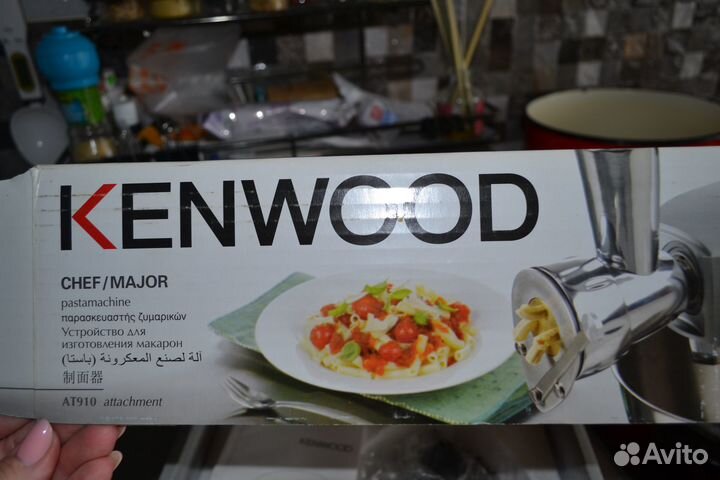 KENWOOD
CHEF/MAJOR
pastamachine
παρασκευαστής ζυμαρικών
Устройство для
изготовления макарон
آلة لصنع المعكرونة (باستا)
制面器
AT910 attachment
KENWOOD
Avito